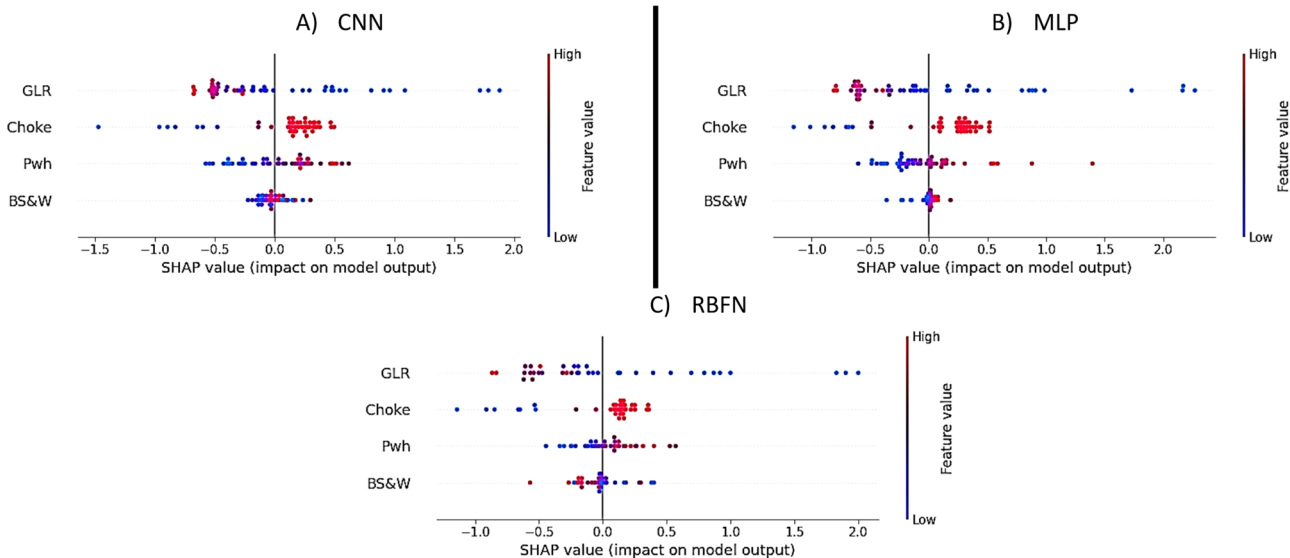 A) CNN
High
GLR
Choke
Pwh
BS&W
Feature value
Low
−1.5 −1.0 −0.5 0.0 0.5 1.0 1.5 2.0
SHAP value (impact on model output)
B) MLP
High
GLR
Choke
Pwh
BS&W
Feature value
Low
−1.0 −0.5 0.0 0.5 1.0 1.5 2.0
SHAP value (impact on model output)
C) RBFN
High
GLR
Choke
Pwh
BS&W
Feature value
Low
−1.0 −0.5 0.0 0.5 1.0 1.5 2.0
SHAP value (impact on model output)